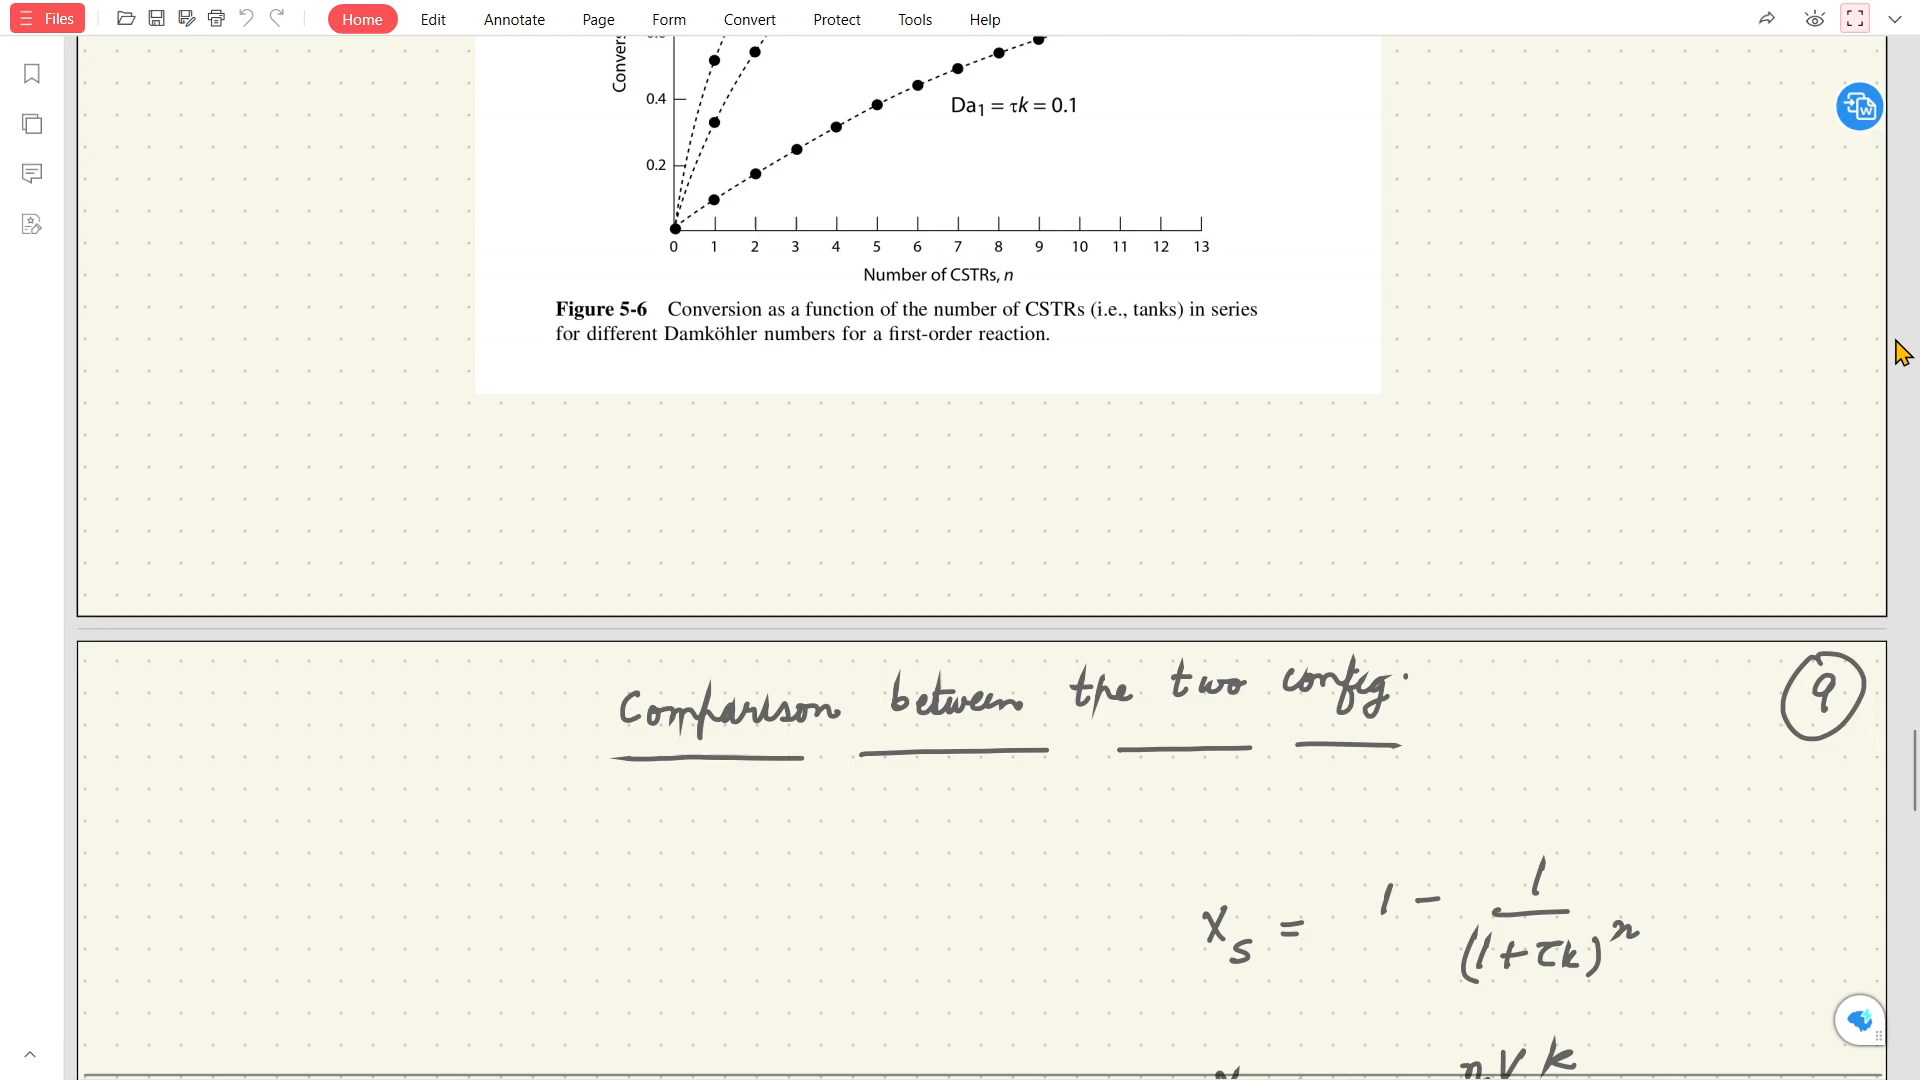 Files Home Edit Annotate Page Form Convert Protect Tools Help
0.4
Da1 = τk = 0.1
0.2
0 1 2 3 4 5 6 7 8 9 10 11 12 13
Number of CSTRs, n
Figure 5-6 Conversion as a function of the number of CSTRs (i.e., tanks) in series
for different Damköhler numbers for a first-order reaction.
Comparison between the two config.
9
X_S = 1 - 1/(1+τk)^n
n V k